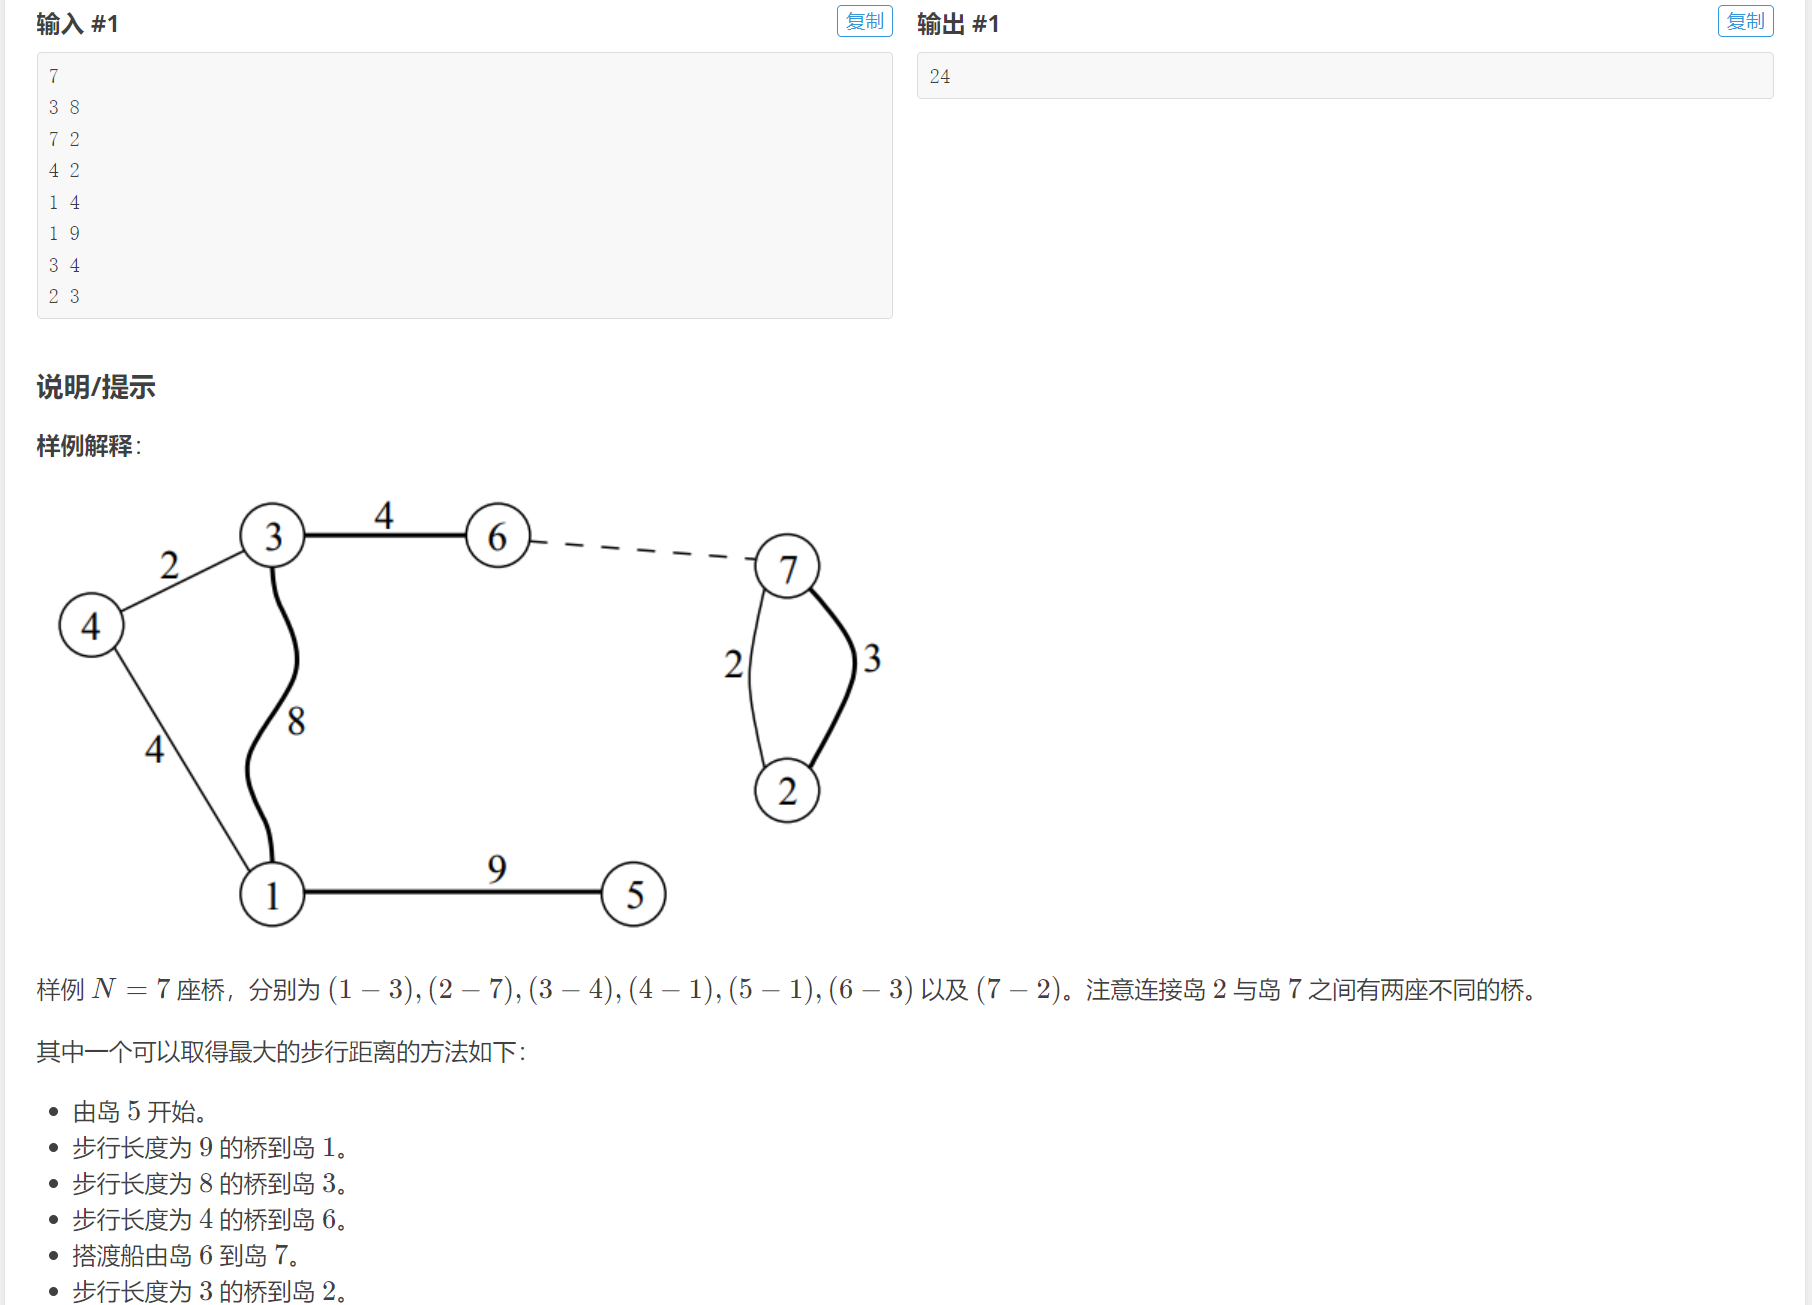 输入 #1
复制
输出 #1
复制
7
3 8
7 2
4 2
1 4
1 9
3 4
2 3
24
说明/提示
样例解释:
4
3
6
2
7
4
2
3
8
4
2
9
1
5
样例 N = 7 座桥，分别为 (1 − 3), (2 − 7), (3 − 4), (4 − 1), (5 − 1), (6 − 3) 以及 (7 − 2)。注意连接岛 2 与岛 7 之间有两座不同的桥。
其中一个可以取得最大的步行距离的方法如下：
• 由岛 5 开始。
• 步行长度为 9 的桥到岛 1。
• 步行长度为 8 的桥到岛 3。
• 步行长度为 4 的桥到岛 6。
• 搭渡船由岛 6 到岛 7。
• 步行长度为 3 的桥到岛 2。